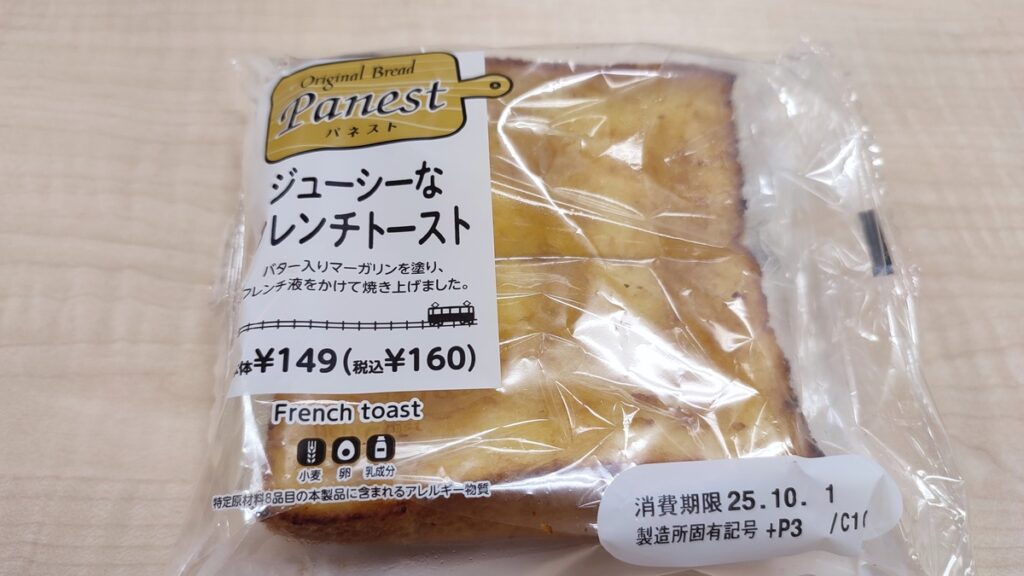 Original Bread
Panest
パネスト
ジューシーな
レンチトースト
バター入りマーガリンを塗り、
フレンチ液をかけて焼き上げました。
体¥149(税込¥160)
French toast
小麦 卵 乳成分
特定原材料8品目の本製品に含まれるアレルギー物質
消費期限 25.10. 1
製造所固有記号 +P3 /C1